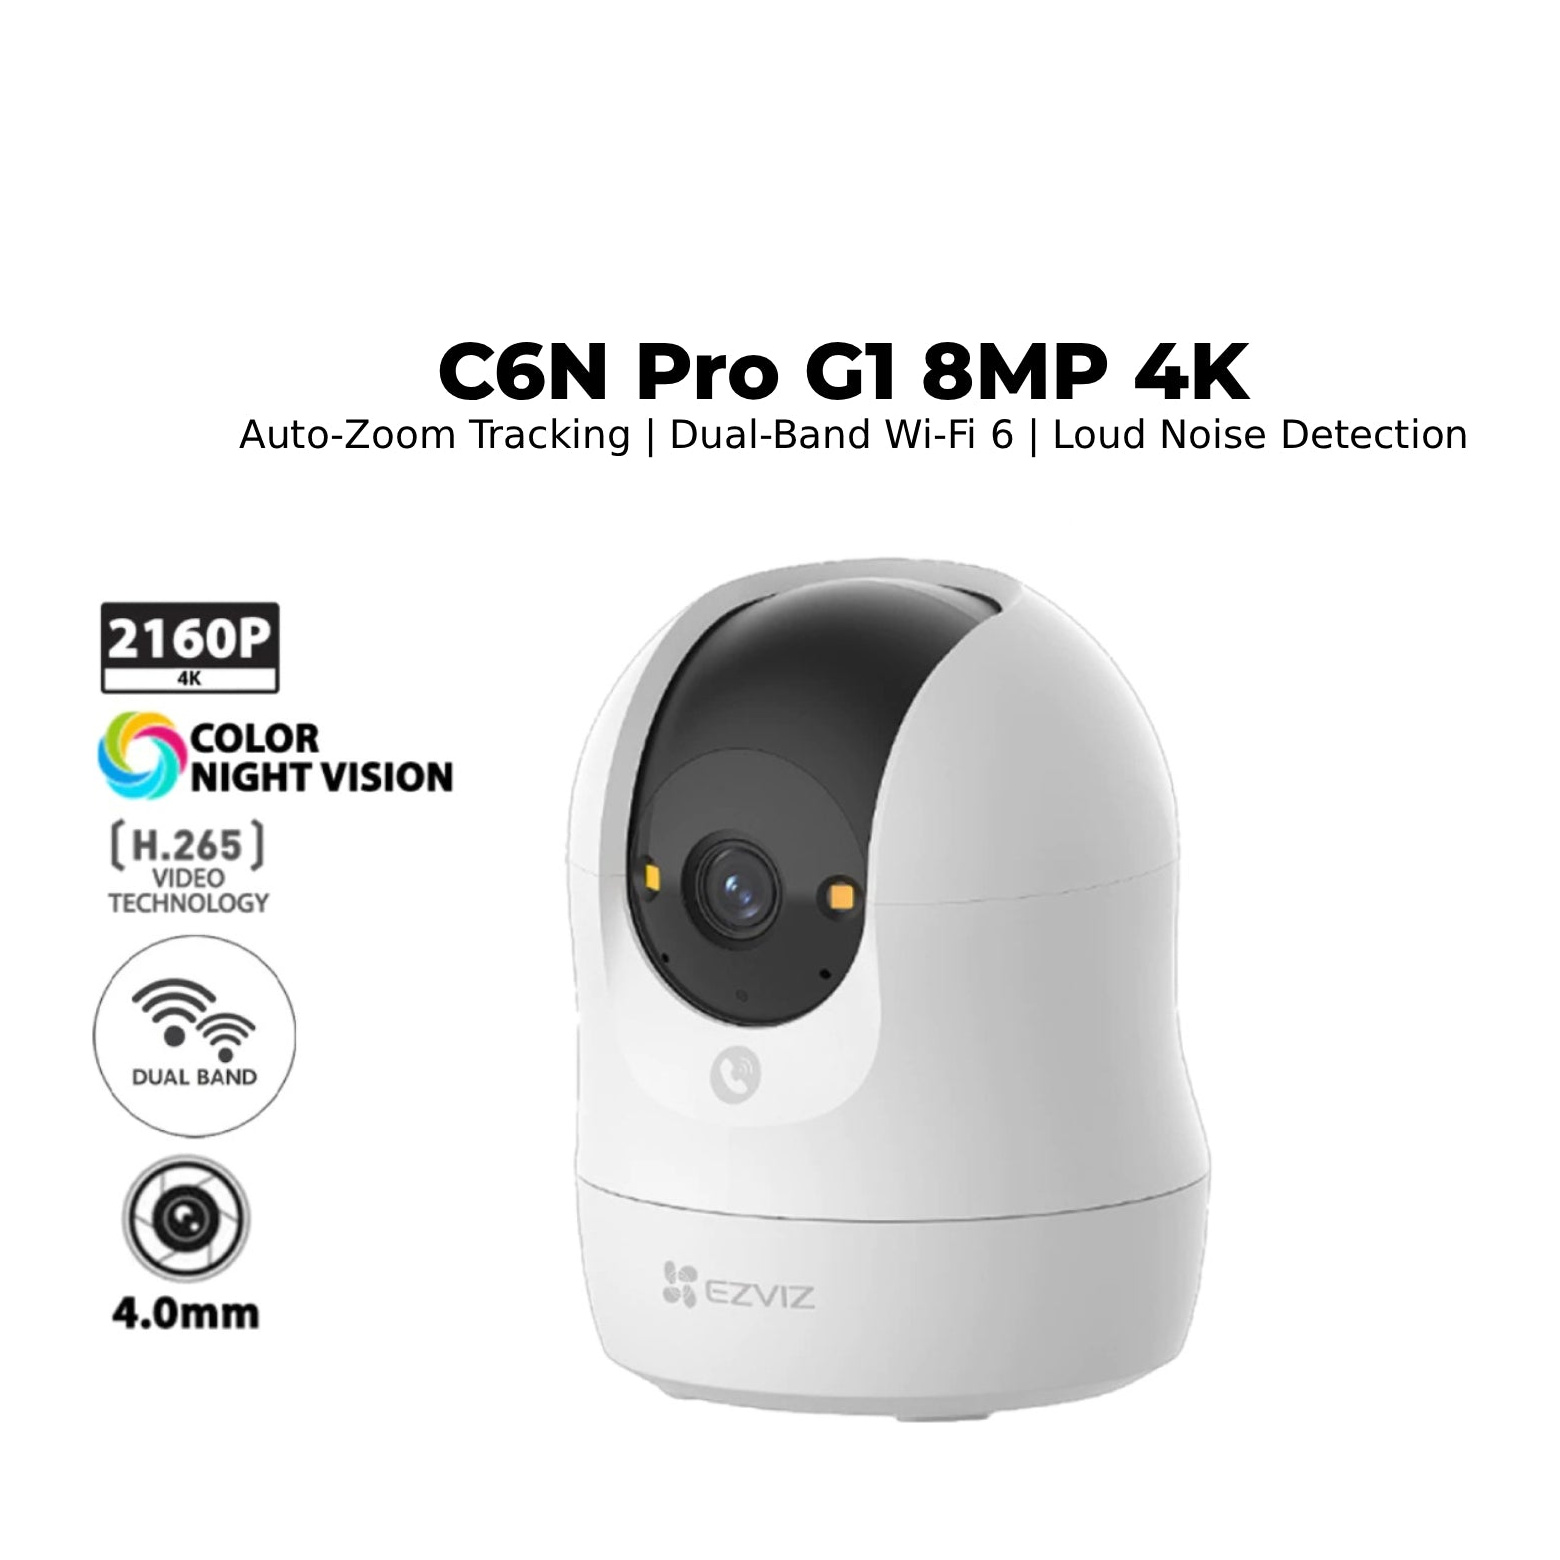 C6N Pro G1 8MP 4K
Auto-Zoom Tracking | Dual-Band Wi-Fi 6 | Loud Noise Detection
2160P
4K
COLOR
NIGHT VISION
[H.265]
VIDEO
TECHNOLOGY
DUAL BAND
4.0mm
EZVIZ